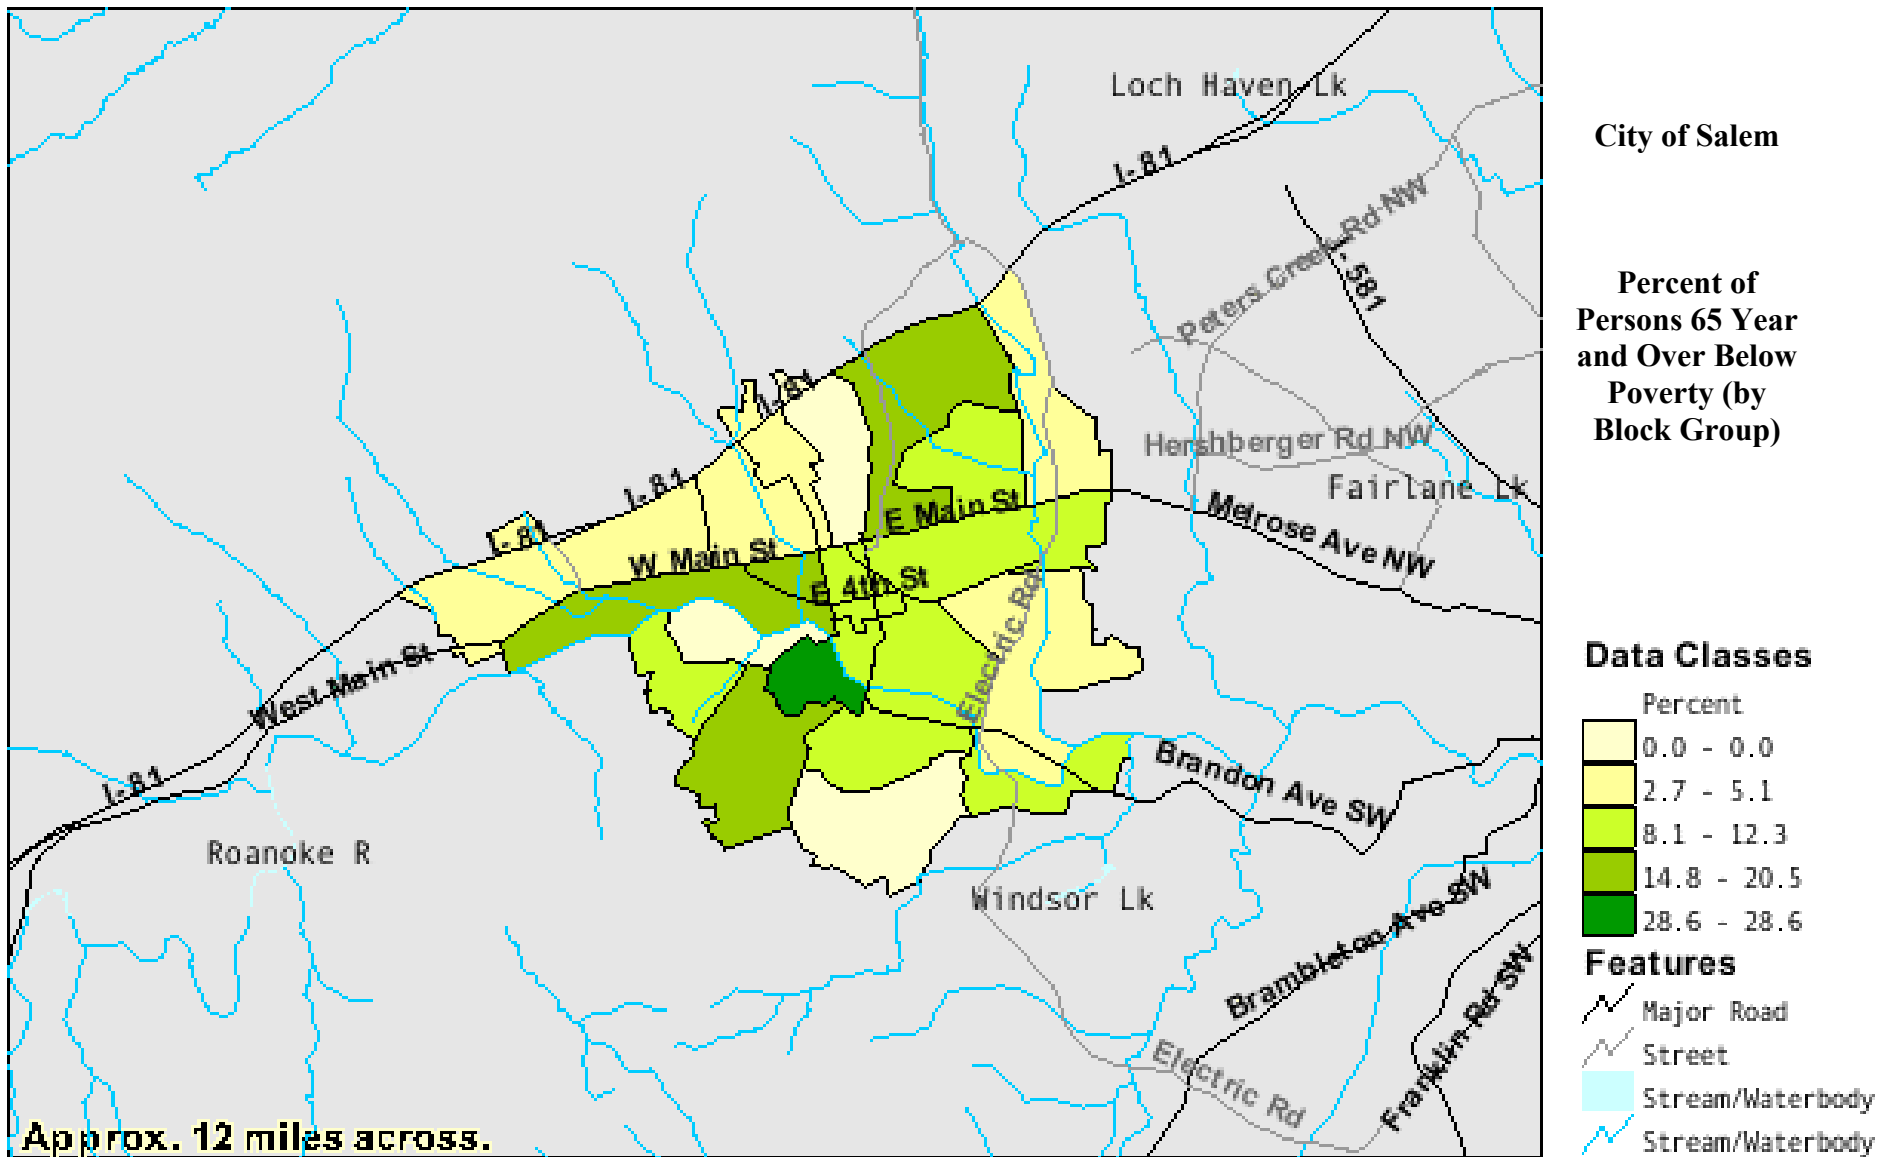 Loch Haven Lk
I-81
Peters Creek Rd NW
I-581
I-81
Hershberger Rd NW
Fairlane Lk
I-81
E Main St
Melrose Ave NW
I-81
W Main St
E 4th St
Electric Rd
West Main St
I-81
Brandon Ave SW
Roanoke R
Windsor Lk
Brambleton Ave SW
Franklin Rd SW
Electric Rd
Approx. 12 miles across.
City of Salem
Percent of
Persons 65 Year
and Over Below
Poverty (by
Block Group)
Data Classes
Percent
0.0 - 0.0
2.7 - 5.1
8.1 - 12.3
14.8 - 20.5
28.6 - 28.6
Features
Major Road
Street
Stream/Waterbody
Stream/Waterbody